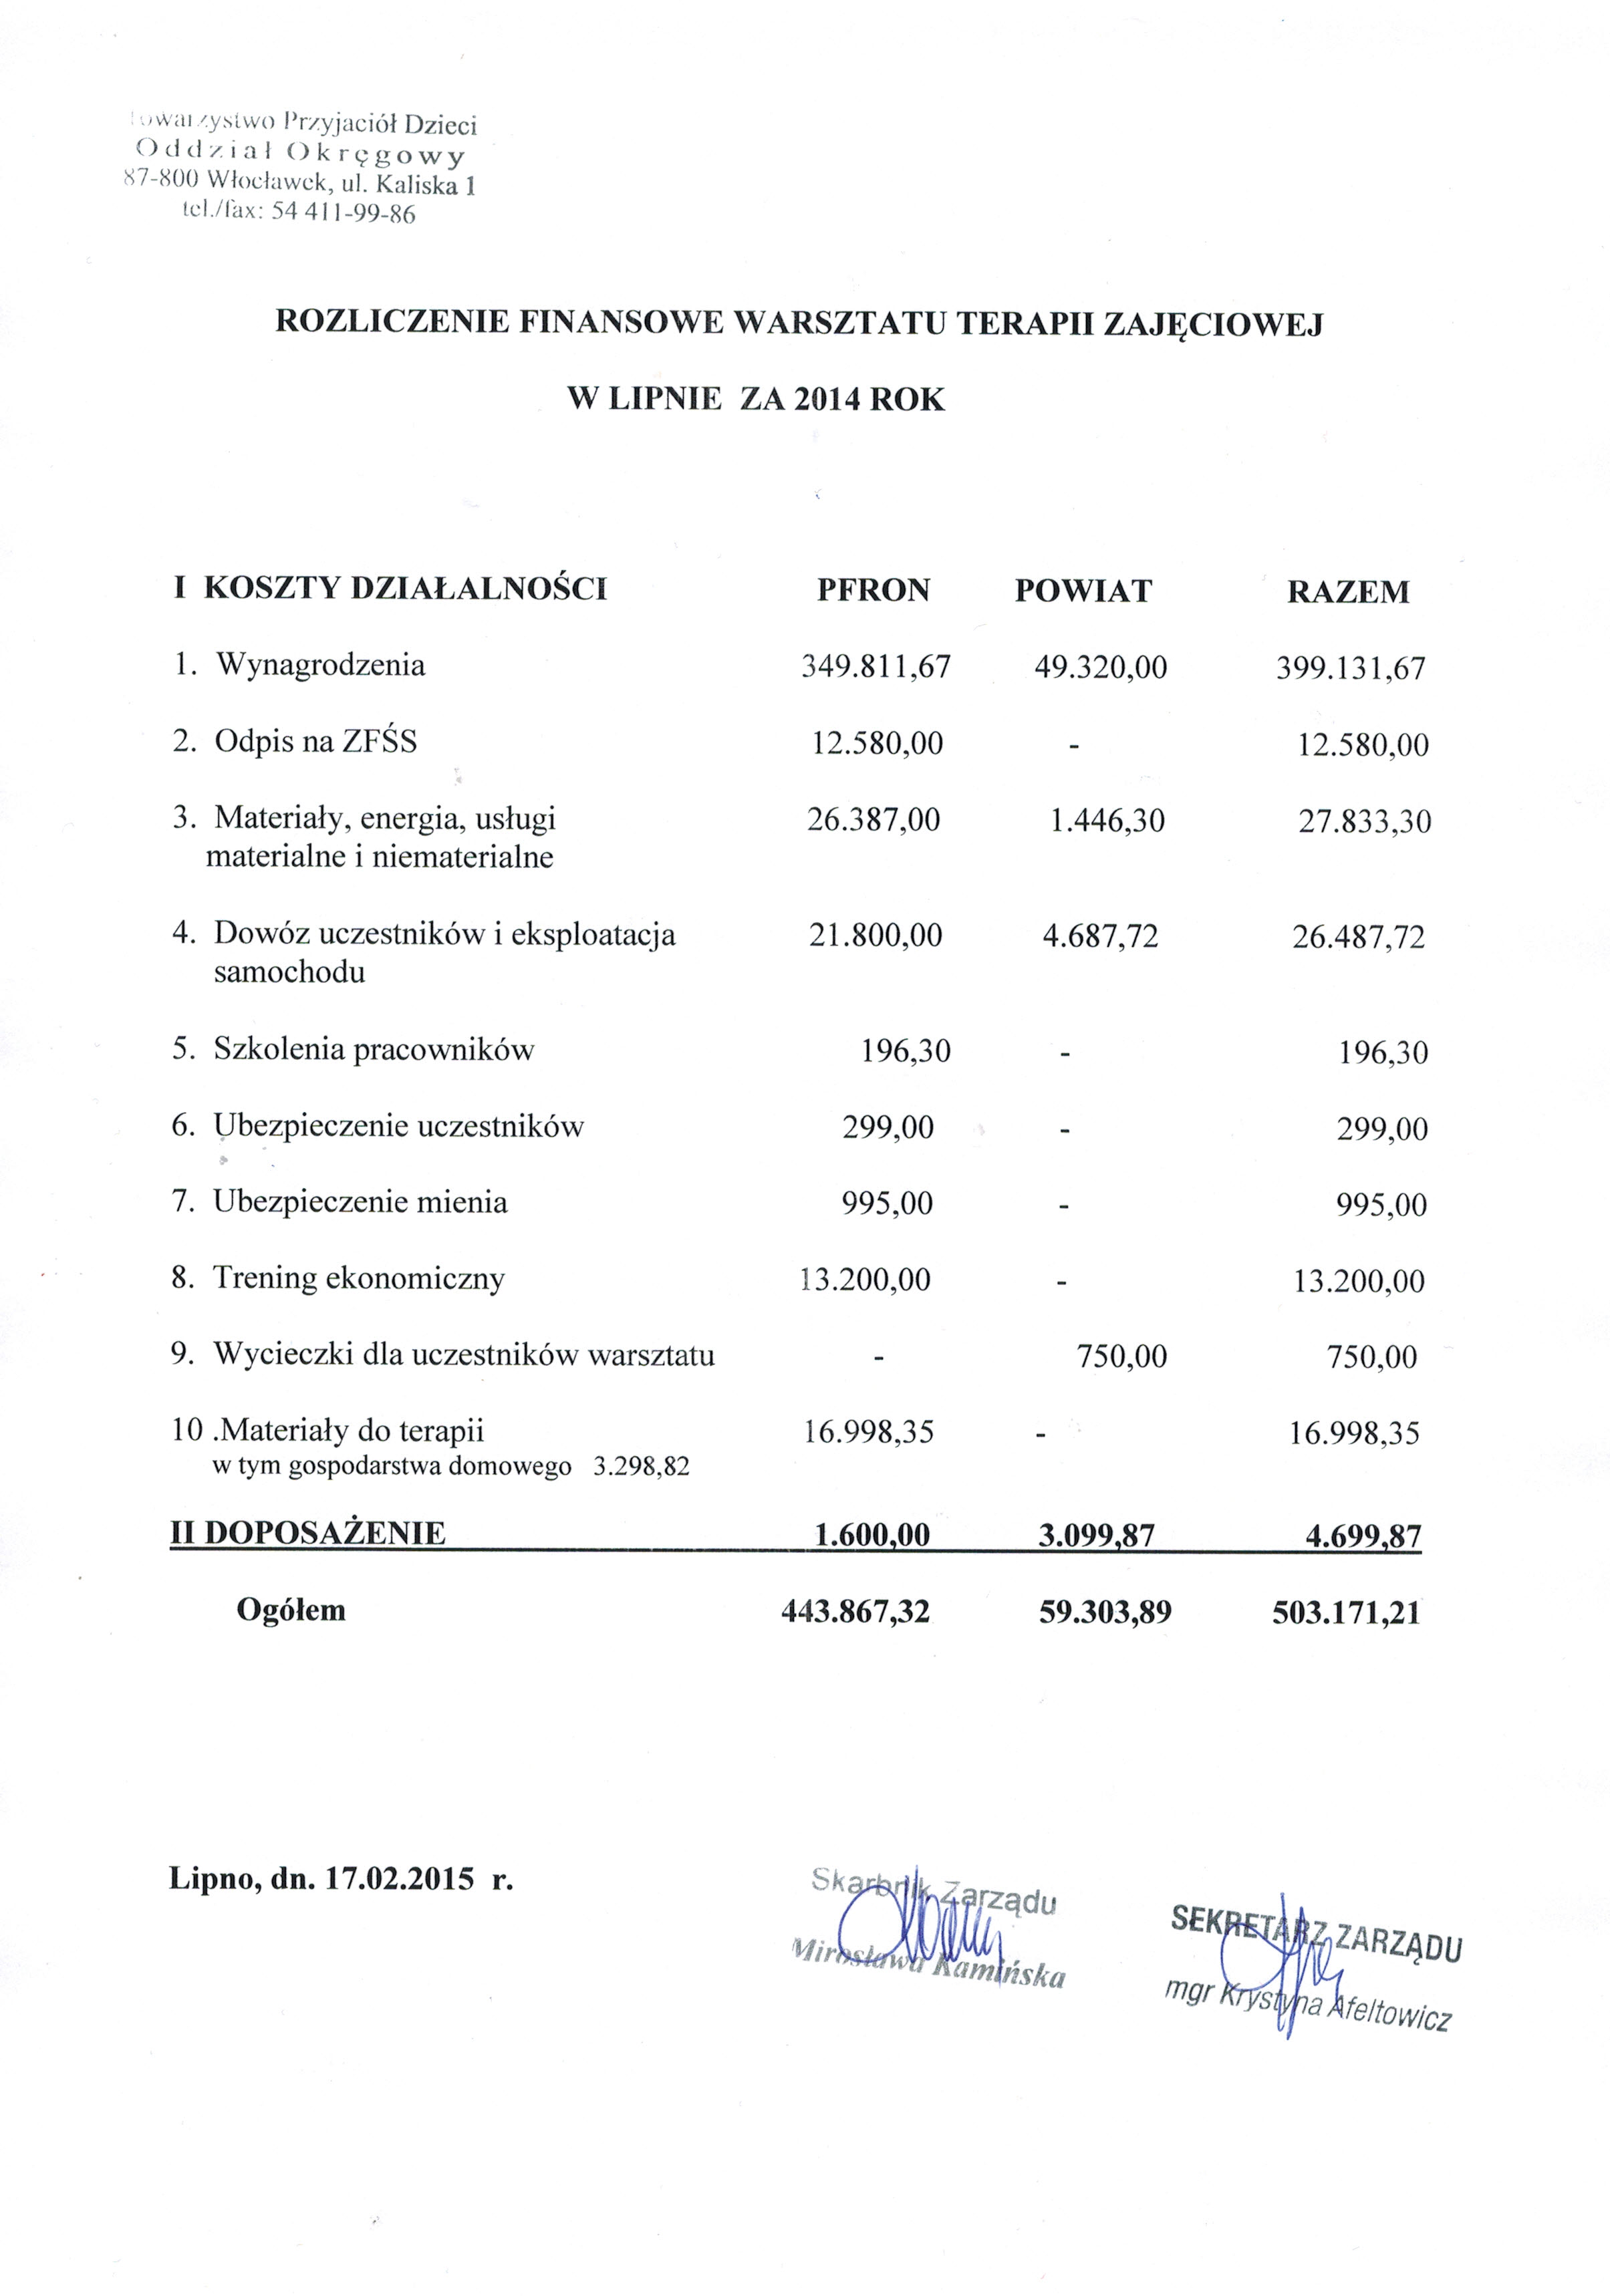 Towarzystwo Przyjaciół Dzieci
Oddział Okręgowy
87-800 Włocławek, ul. Kaliska 1
tel./fax: 54 411-99-86
ROZLICZENIE FINANSOWE WARSZTATU TERAPII ZAJĘCIOWEJ
W LIPNIE ZA 2014 ROK
I KOSZTY DZIAŁALNOŚCI PFRON POWIAT RAZEM
1. Wynagrodzenia 349.811,67 49.320,00 399.131,67
2. Odpis na ZFŚS 12.580,00 - 12.580,00
3. Materiały, energia, usługi 26.387,00 1.446,30 27.833,30
materialne i niematerialne
4. Dowóz uczestników i eksploatacja 21.800,00 4.687,72 26.487,72
samochodu
5. Szkolenia pracowników 196,30 - 196,30
6. Ubezpieczenie uczestników 299,00 - 299,00
7. Ubezpieczenie mienia 995,00 - 995,00
8. Trening ekonomiczny 13.200,00 - 13.200,00
9. Wycieczki dla uczestników warsztatu - 750,00 750,00
10 .Materiały do terapii 16.998,35 - 16.998,35
w tym gospodarstwa domowego 3.298,82
II DOPOSAŻENIE 1.600,00 3.099,87 4.699,87
Ogółem 443.867,32 59.303,89 503.171,21
Lipno, dn. 17.02.2015 r.
Skarbnik Zarządu
Mirosława Kamińska
SEKRETARZ ZARZĄDU
mgr Krystyna Afeltowicz